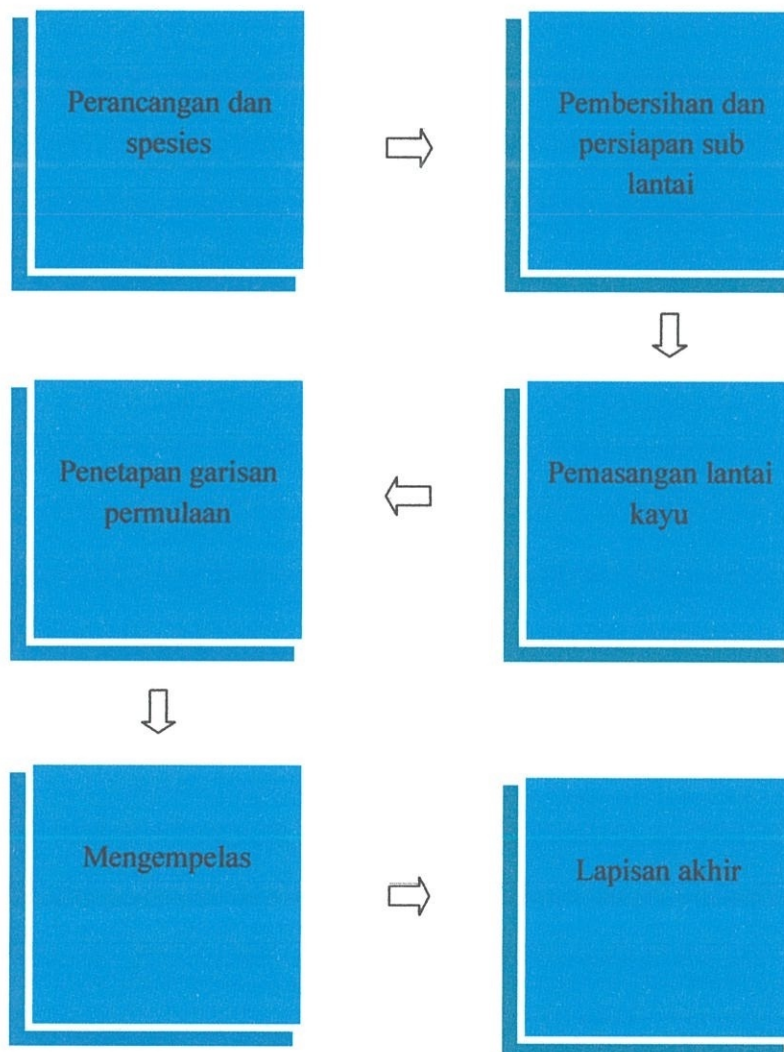 Perancangan dan
spesies
Pembersihan dan
persiapan sub
lantai
Pemasangan lantai
kayu
Penetapan garisan
permulaan
Mengempelas
Lapisan akhir